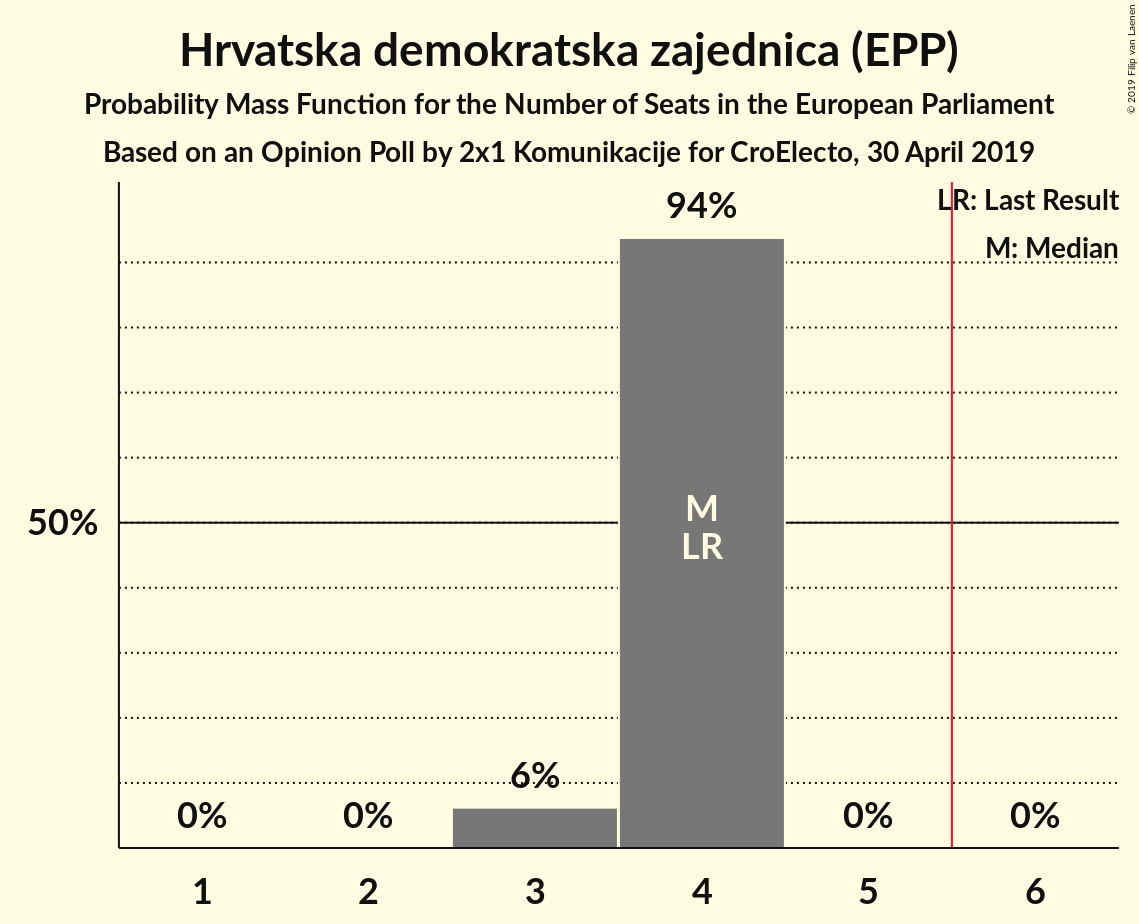 Hrvatska demokratska zajednica (EPP)
Probability Mass Function for the Number of Seats in the European Parliament
Based on an Opinion Poll by 2x1 Komunikacije for CroElecto, 30 April 2019
© 2019 Filip van Laenen
LR: Last Result
M: Median
94%
50%
M
LR
6%
0%
0%
0%
0%
1
2
3
4
5
6